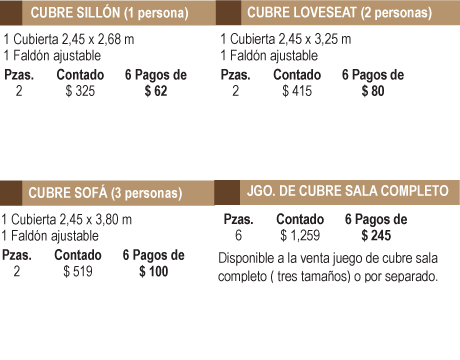 CUBRE SILLÓN (1 persona)
1 Cubierta 2,45 x 2,68 m
1 Faldón ajustable
Pzas. Contado 6 Pagos de
2 $ 325 $ 62
CUBRE LOVESEAT (2 personas)
1 Cubierta 2,45 x 3,25 m
1 Faldón ajustable
Pzas. Contado 6 Pagos de
2 $ 415 $ 80
CUBRE SOFÁ (3 personas)
1 Cubierta 2,45 x 3,80 m
1 Faldón ajustable
Pzas. Contado 6 Pagos de
2 $ 519 $ 100
JGO. DE CUBRE SALA COMPLETO
Pzas. Contado 6 Pagos de
6 $ 1,259 $ 245
Disponible a la venta juego de cubre sala
completo ( tres tamaños) o por separado.